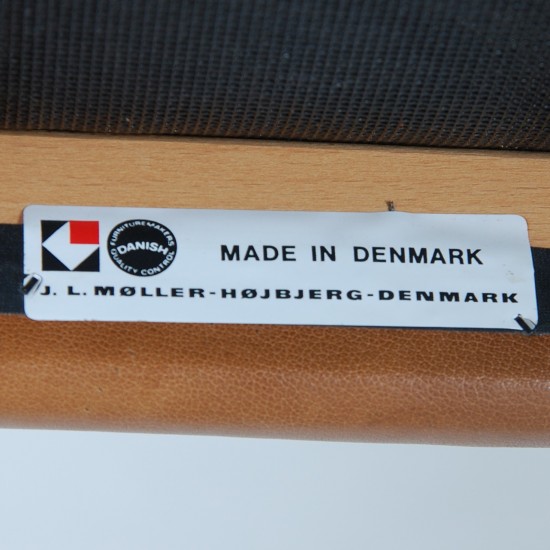 FURNITUREMAKERS
DANISH
QUALITY CONTROL
MADE IN DENMARK
J. L. MØLLER-HØJBJERG-DENMARK